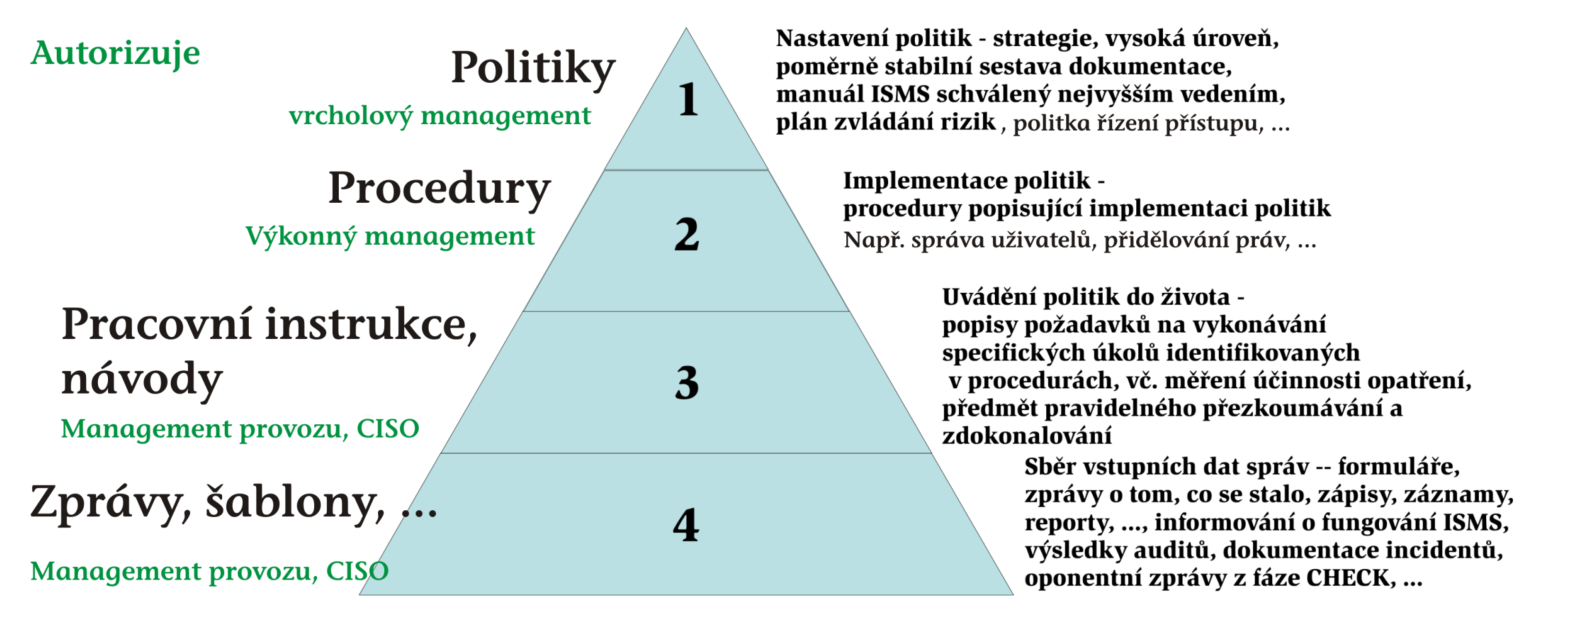 Autorizuje
Politiky
vrcholový management
1
Nastavení politik - strategie, vysoká úroveň,
poměrně stabilní sestava dokumentace,
manuál ISMS schválený nejvyšším vedením,
plán zvládání rizik , politka řízení přístupu, ...
Procedury
Výkonný management
2
Implementace politik -
procedury popisující implementaci politik
Např. správa uživatelů, přidělování práv, ...
Pracovní instrukce,
návody
Management provozu, CISO
3
Uvádění politik do života -
popisy požadavků na vykonávání
specifických úkolů identifikovaných
v procedurách, vč. měření účinnosti opatření,
předmět pravidelného přezkoumávání a
zdokonalování
Zprávy, šablony, ...
Management provozu, CISO
4
Sběr vstupních dat správ -- formuláře,
zprávy o tom, co se stalo, zápisy, záznamy,
reporty, ..., informování o fungování ISMS,
výsledky auditů, dokumentace incidentů,
oponentní zprávy z fáze CHECK, ...